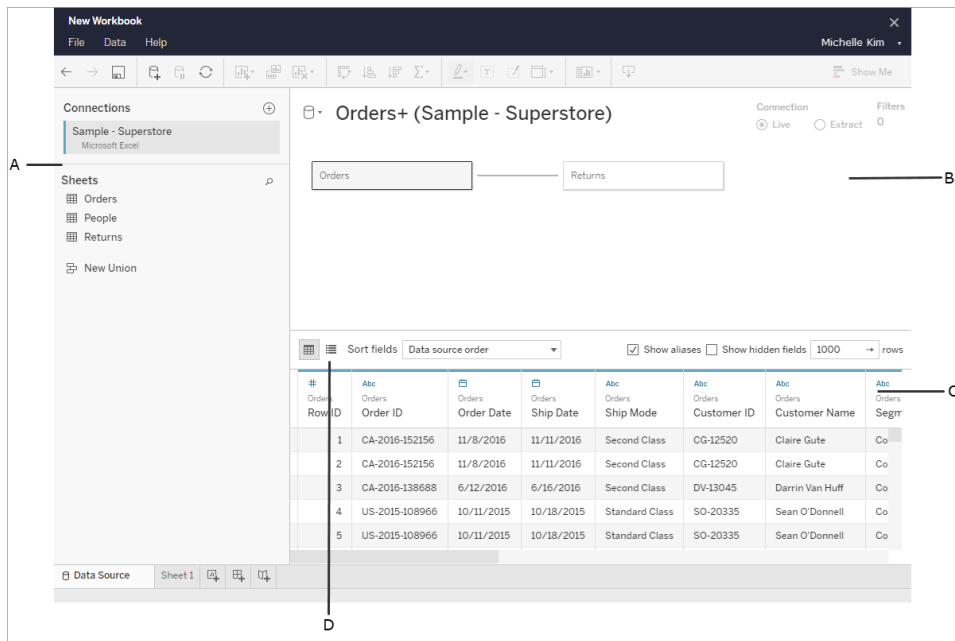 New Workbook
File Data Help
Michelle Kim
Show Me
Connections
Sample - Superstore
Microsoft Excel
A
Sheets
Orders
People
Returns
New Union
Orders+ (Sample - Superstore)
Connection
Live Extract
Filters
0
Orders
Returns
B
Sort fields Data source order Show aliases Show hidden fields 1000 → rows
# Abc Abc Abc Abc Abc
Orders Orders Orders Orders Orders Orders Orders Orders
Row ID Order ID Order Date Ship Date Ship Mode Customer ID Customer Name Segm
C
1 CA-2016-152156 11/8/2016 11/11/2016 Second Class CG-12520 Claire Gute Co
2 CA-2016-152156 11/8/2016 11/11/2016 Second Class CG-12520 Claire Gute Co
3 CA-2016-138688 6/12/2016 6/16/2016 Second Class DV-13045 Darrin Van Huff Co
4 US-2015-108966 10/11/2015 10/18/2015 Standard Class SO-20335 Sean O'Donnell Co
5 US-2015-108966 10/11/2015 10/18/2015 Standard Class SO-20335 Sean O'Donnell Co
Data Source Sheet 1
D